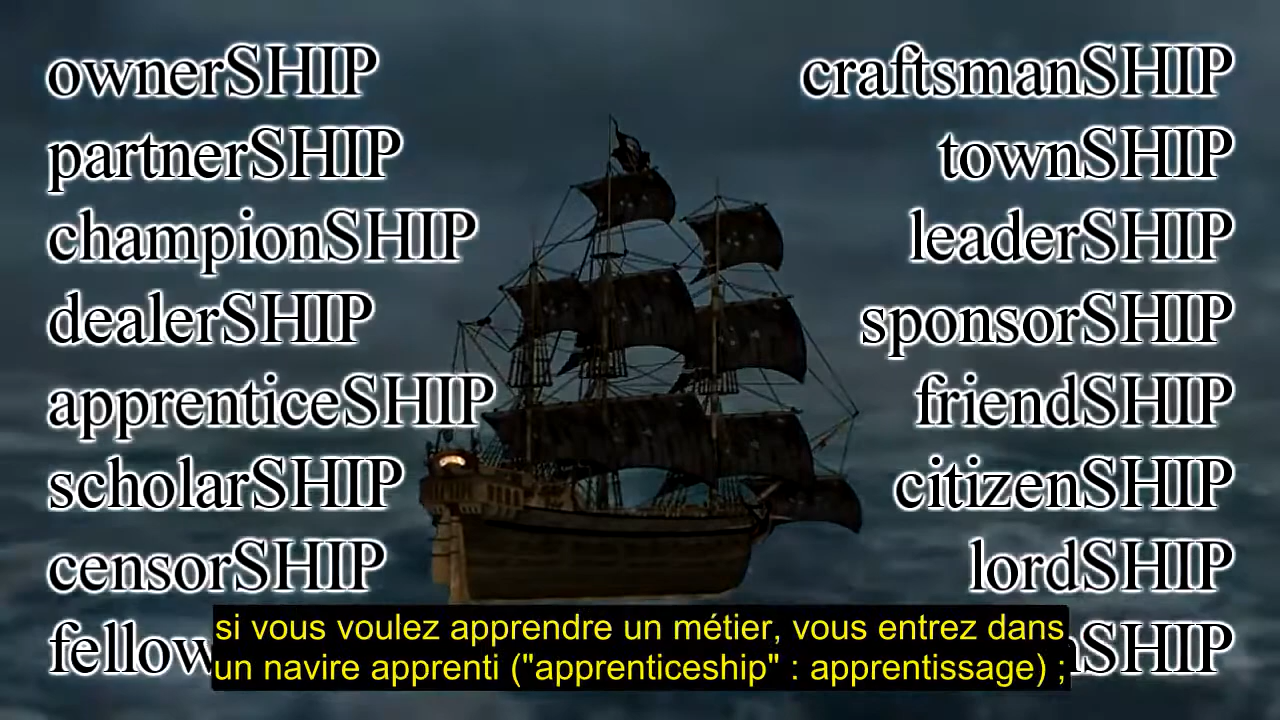 ownerSHIP
partnerSHIP
championSHIP
dealerSHIP
apprenticeSHIP
scholarSHIP
censorSHIP
fellow
craftsmanSHIP
townSHIP
leaderSHIP
sponsorSHIP
friendSHIP
citizenSHIP
lordSHIP
SHIP
si vous voulez apprendre un métier, vous entrez dans
un navire apprenti ("apprenticeship" : apprentissage) ;